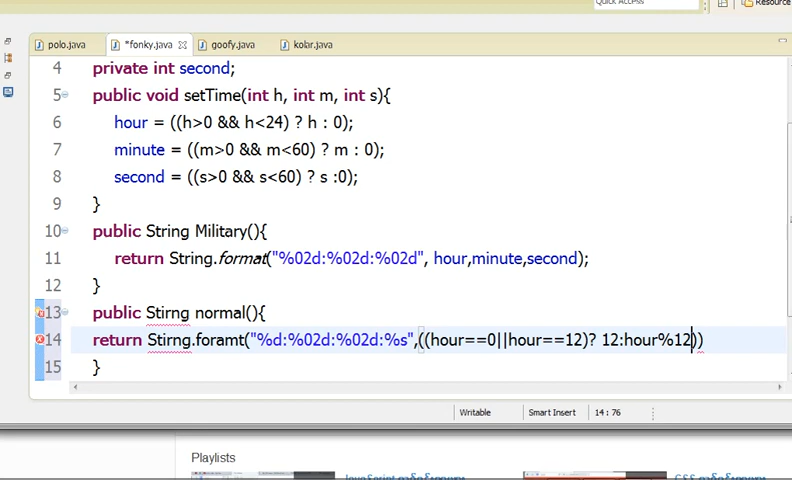 Quick Access
Resource
polo.java
*fonky.java
goofy.java
kolar.java
4 private int second;
5 public void setTime(int h, int m, int s){
6 hour = ((h>0 && h<24) ? h : 0);
7 minute = ((m>0 && m<60) ? m : 0);
8 second = ((s>0 && s<60) ? s :0);
9 }
10 public String Military(){
11 return String.format("%02d:%02d:%02d", hour,minute,second);
12 }
13 public Stirng normal(){
14 return Stirng.foramt("%d:%02d:%02d:%s",((hour==0||hour==12)? 12:hour%12))
15 }
Writable
Smart Insert
14 : 76
Playlists